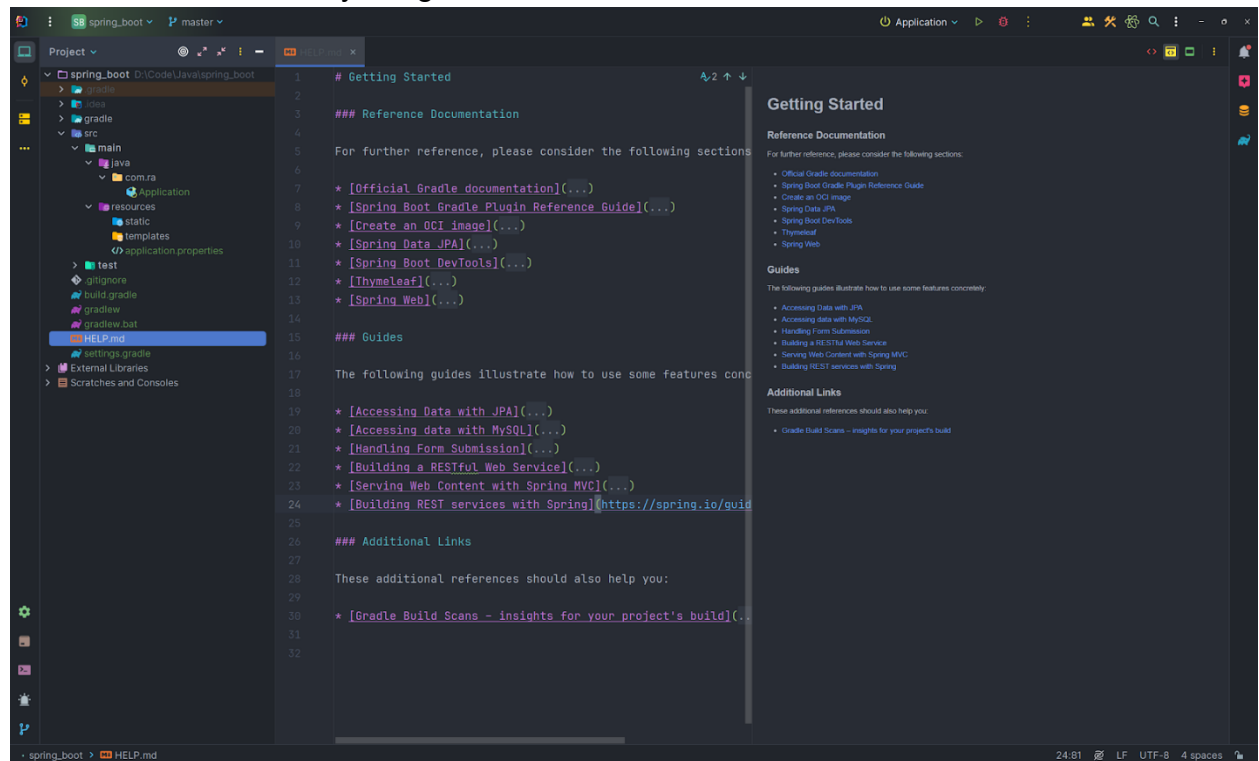 SB spring_boot master Application
Project
HELP.md
spring_boot D:\Code\Java\spring_boot
.gradle
.idea
gradle
src
main
java
com.ra
Application
resources
static
templates
application.properties
test
.gitignore
build.gradle
gradlew
gradlew.bat
HELP.md
settings.gradle
External Libraries
Scratches and Consoles
2
1 # Getting Started
2
3 ### Reference Documentation
4
5 For further reference, please consider the following sections
6
7 * [Official Gradle documentation](...)
8 * [Spring Boot Gradle Plugin Reference Guide](...)
9 * [Create an OCI image](...)
10 * [Spring Data JPA](...)
11 * [Spring Boot DevTools](...)
12 * [Thymeleaf](...)
13 * [Spring Web](...)
14
15 ### Guides
16
17 The following guides illustrate how to use some features conc
18
19 * [Accessing Data with JPA](...)
20 * [Accessing data with MySQL](...)
21 * [Handling Form Submission](...)
22 * [Building a RESTful Web Service](...)
23 * [Serving Web Content with Spring MVC](...)
24 * [Building REST services with Spring](https://spring.io/guid
25
26 ### Additional Links
27
28 These additional references should also help you:
29
30 * [Gradle Build Scans – insights for your project's build](..
31
32
Getting Started
Reference Documentation
For further reference, please consider the following sections:
• Official Gradle documentation
• Spring Boot Gradle Plugin Reference Guide
• Create an OCI image
• Spring Data JPA
• Spring Boot DevTools
• Thymeleaf
• Spring Web
Guides
The following guides illustrate how to use some features concretely:
• Accessing Data with JPA
• Accessing data with MySQL
• Handling Form Submission
• Building a RESTful Web Service
• Serving Web Content with Spring MVC
• Building REST services with Spring
Additional Links
These additional references should also help you:
• Gradle Build Scans – insights for your project's build
spring_boot > HELP.md
24:81 LF UTF-8 4 spaces